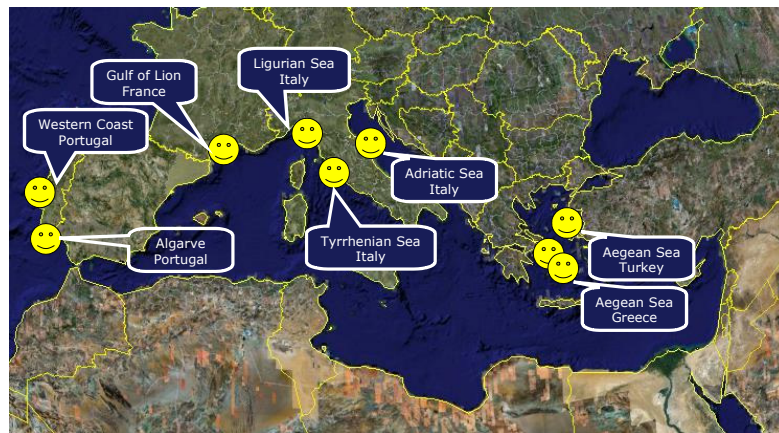 Ligurian Sea
Italy
Gulf of Lion
France
Western Coast
Portugal
Adriatic Sea
Italy
Algarve
Portugal
Tyrrhenian Sea
Italy
Aegean Sea
Turkey
Aegean Sea
Greece